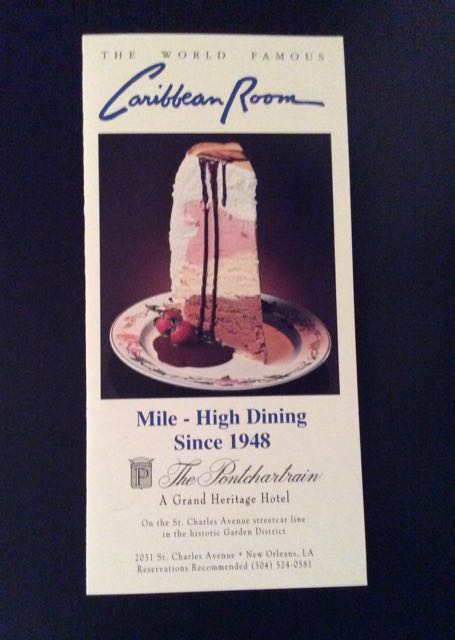 THE WORLD FAMOUS
Caribbean Room
Mile - High Dining
Since 1948
P The Pontchartrain
A Grand Heritage Hotel
On the St. Charles Avenue streetcar line
in the historic Garden District
2031 St. Charles Avenue • New Orleans, LA
Reservations Recommended (504) 524-0581